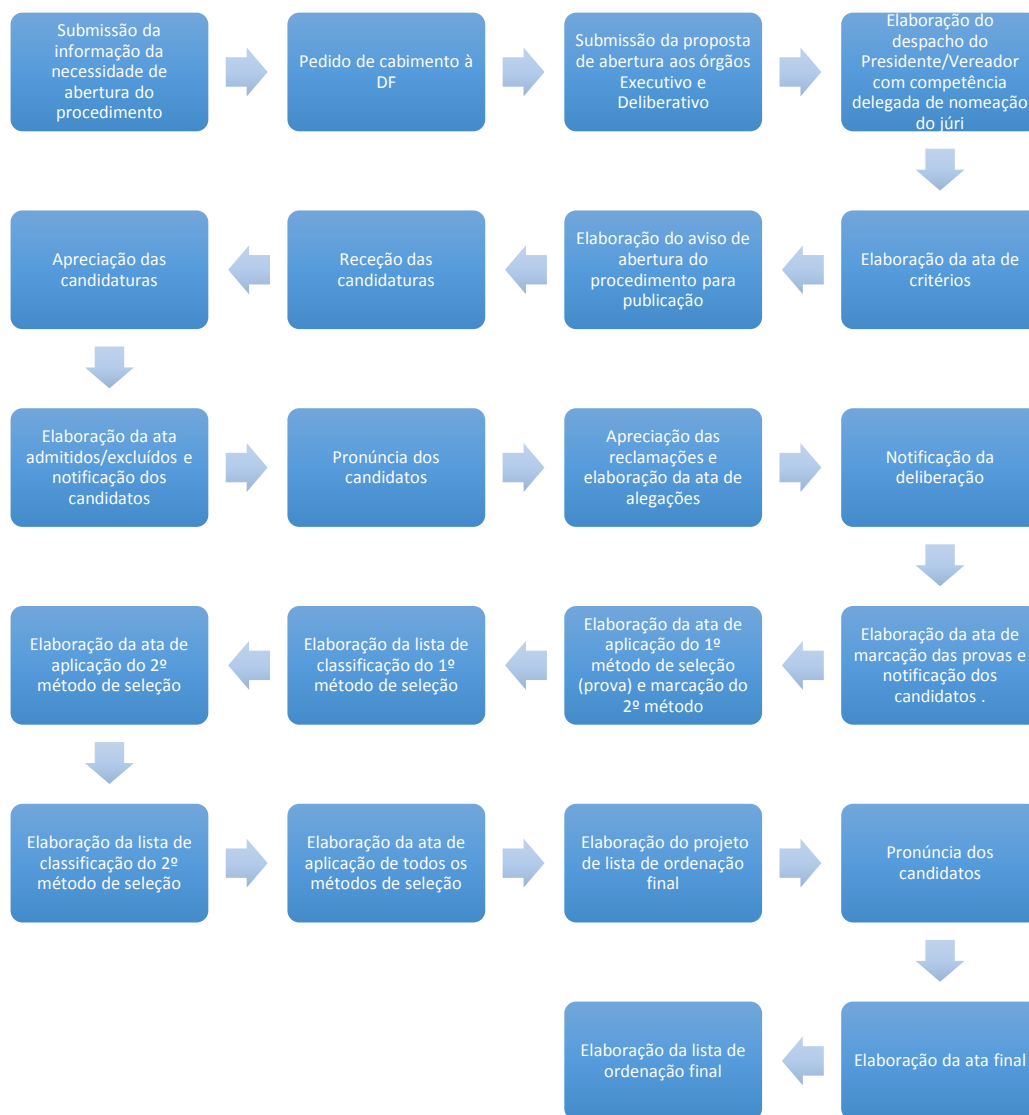 Submissão da
informação da
necessidade de
abertura do
procedimento
Pedido de cabimento à
DF
Submissão da proposta
de abertura aos órgãos
Executivo e
Deliberativo
Elaboração do
despacho do
Presidente/Vereador
com competência
delegada de nomeação
do júri
Elaboração da ata de
critérios
Elaboração do aviso de
abertura do
procedimento para
publicação
Receção das
candidaturas
Apreciação das
candidaturas
Elaboração da ata
admitidos/excluídos e
notificação dos
candidatos
Pronúncia dos
candidatos
Apreciação das
reclamações e
elaboração da ata de
alegações
Notificação da
deliberação
Elaboração da ata de
marcação das provas e
notificação dos
candidatos .
Elaboração da ata de
aplicação do 1º
método de seleção
(prova) e marcação do
2º método
Elaboração da lista de
classificação do 1º
método de seleção
Elaboração da ata de
aplicação do 2º
método de seleção
Elaboração da lista de
classificação do 2º
método de seleção
Elaboração da ata de
aplicação de todos os
métodos de seleção
Elaboração do projeto
de lista de ordenação
final
Pronúncia dos
candidatos
Elaboração da ata final
Elaboração da lista de
ordenação final